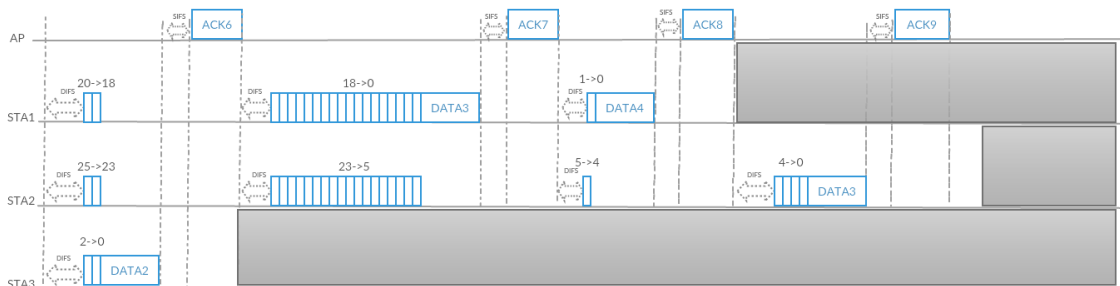 SIFS ACK6 SIFS ACK7 SIFS ACK8 SIFS ACK9
AP
20->18 18->0 1->0
DIFS DIFS DATA3 DIFS DATA4
STA1
25->23 23->5 5->4 4->0
DIFS DIFS DIFS DIFS DATA3
STA2
2->0
DIFS DATA2
STA3